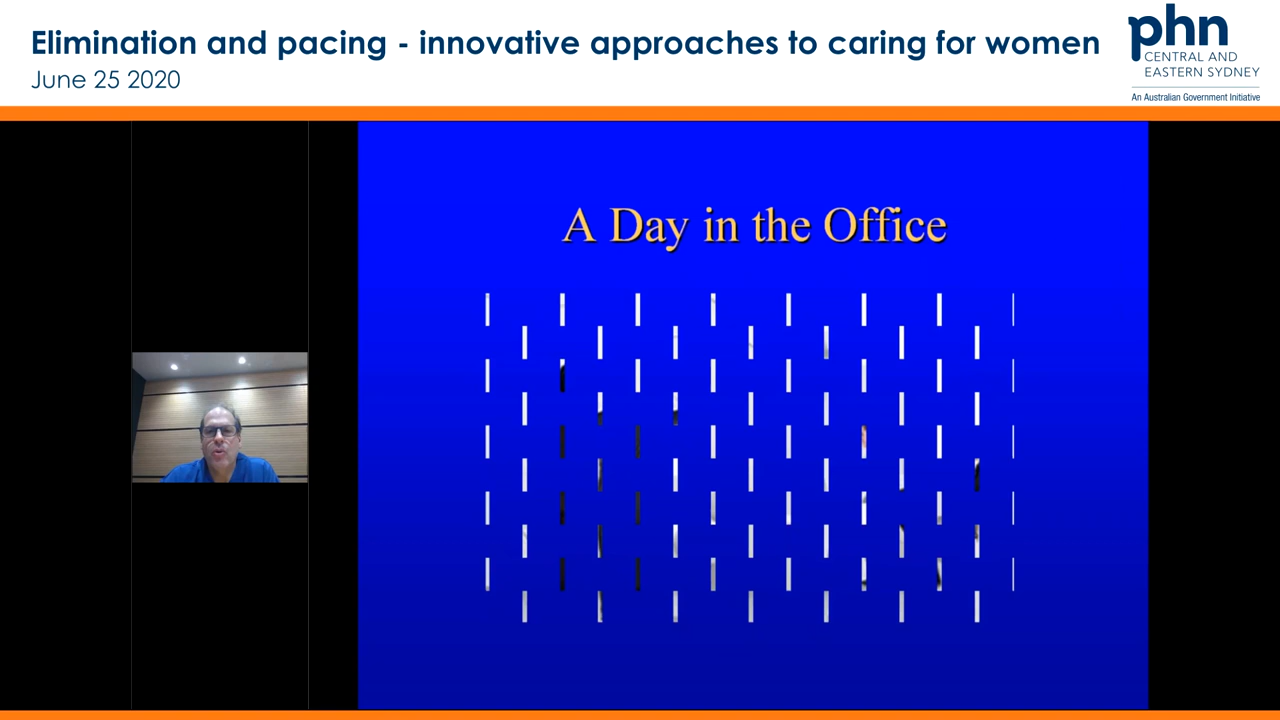 Elimination and pacing - innovative approaches to caring for women
June 25 2020
phn
CENTRAL AND
EASTERN SYDNEY
An Australian Government Initiative
A Day in the Office